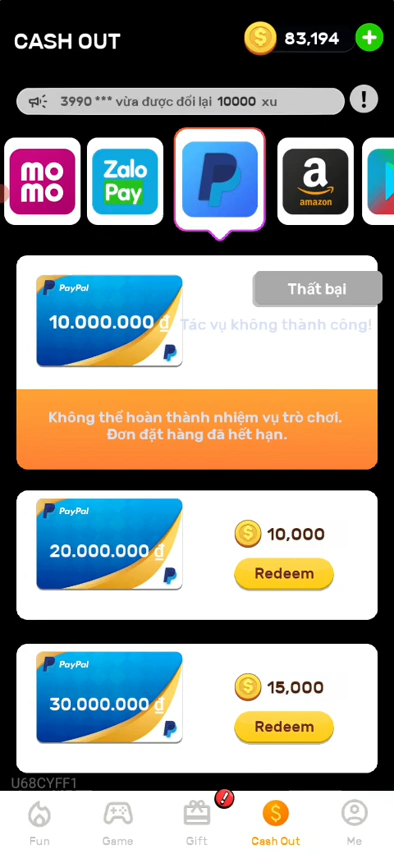 CASH OUT
83,194
3990 *** vừa được đổi lại 10000 xu
!
mo
mo
Zalo
Pay
a
amazon
PayPal
10.000.000 ₫
Thất bại
Tác vụ không thành công!
Không thể hoàn thành nhiệm vụ trò chơi.
Đơn đặt hàng đã hết hạn.
PayPal
20.000.000 ₫
10,000
Redeem
PayPal
30.000.000 ₫
15,000
Redeem
U68CYFF1
Fun
Game
Gift
Cash Out
Me